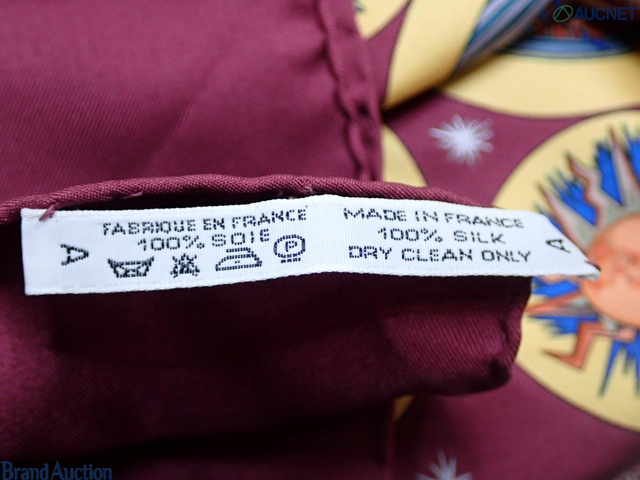 AUCNET
FABRIQUE EN FRANCE
100% SOIE
P
A
MADE IN FRANCE
100% SILK
DRY CLEAN ONLY
A
Brand Auction